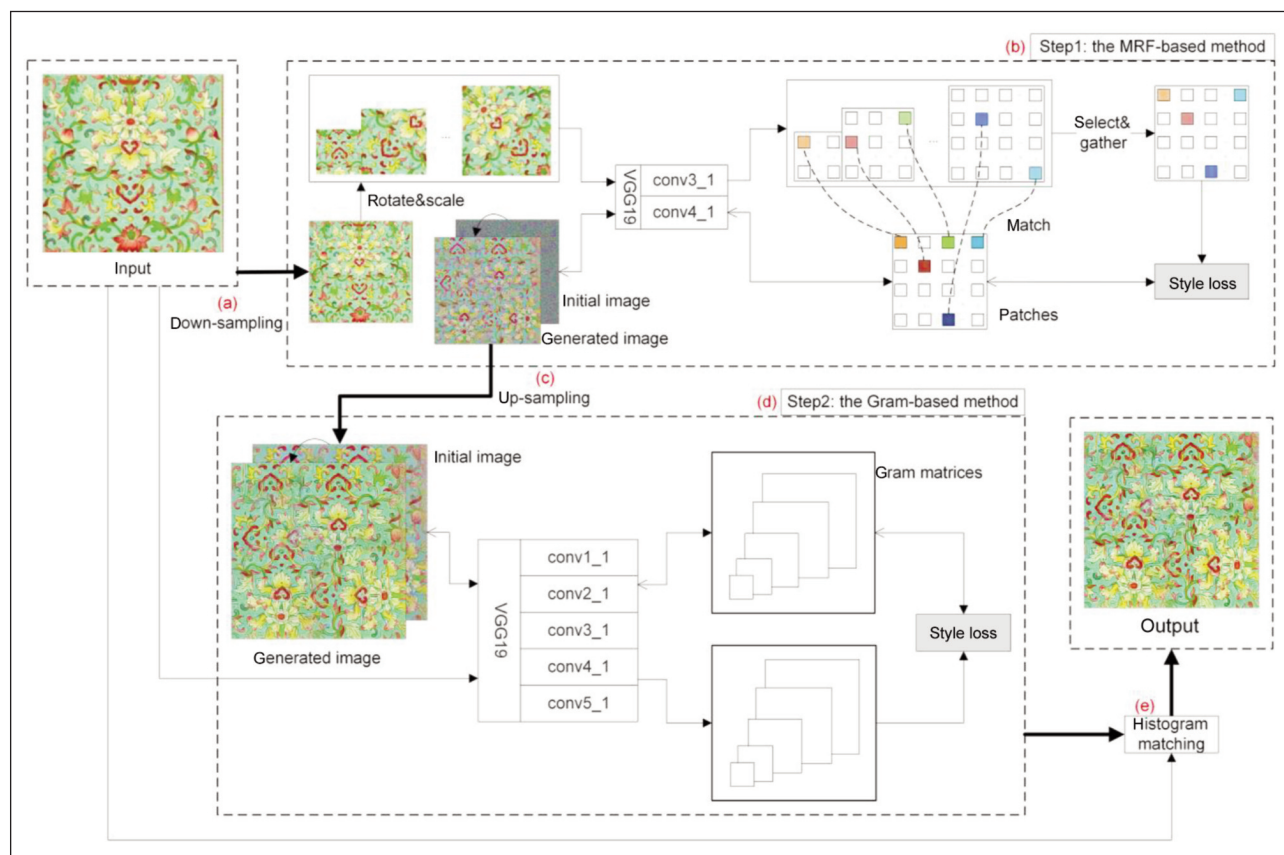 (b) Step1: the MRF-based method
Input
(a)
Down-sampling
Rotate&scale
...
Initial image
Generated image
VGG19
conv3_1
conv4_1
...
Match
Patches
Select&
gather
Style loss
(c)
Up-sampling
(d) Step2: the Gram-based method
Initial image
Generated image
VGG19
conv1_1
conv2_1
conv3_1
conv4_1
conv5_1
Gram matrices
Style loss
Output
(e)
Histogram
matching